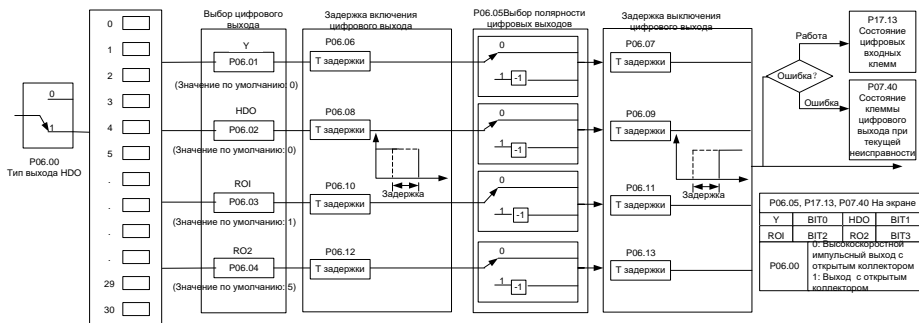 0
1
2
3
4
5
.
.
.
.
29
30
0
1
P06.00
Тип выхода HDO
Выбор цифрового
выхода
Y
P06.01
(Значение по умолчанию: 0)
HDO
P06.02
(Значение по умолчанию: 0)
ROI
P06.03
(Значение по умолчанию: 1)
RO2
P06.04
(Значение по умолчанию: 5)
Задержка включения
цифрового выхода
P06.06
Т задержки
P06.08
Т задержки
Задержка
P06.10
Т задержки
P06.12
Т задержки
P06.05Выбор полярности
цифровых выходов
0
1
-1
0
1
-1
0
1
-1
0
1
-1
Задержка выключения
цифрового выхода
P06.07
Т задержки
P06.09
Т задержки
Задержка
P06.11
Т задержки
P06.13
Т задержки
Работа
Ошибка?
Ошибка
P17.13
Состояние
цифровых
входных
клемм
P07.40
Состояние
клеммы
цифрового
выхода при
текущей
неисправности
P06.05, P17.13, P07.40 На экране
Y BIT0 HDO BIT1
ROI BIT2 RO2 BIT3
P06.00
0: Высокоскоростной
импульсный выход с
открытым коллектором
1: Выход с открытым
коллектором